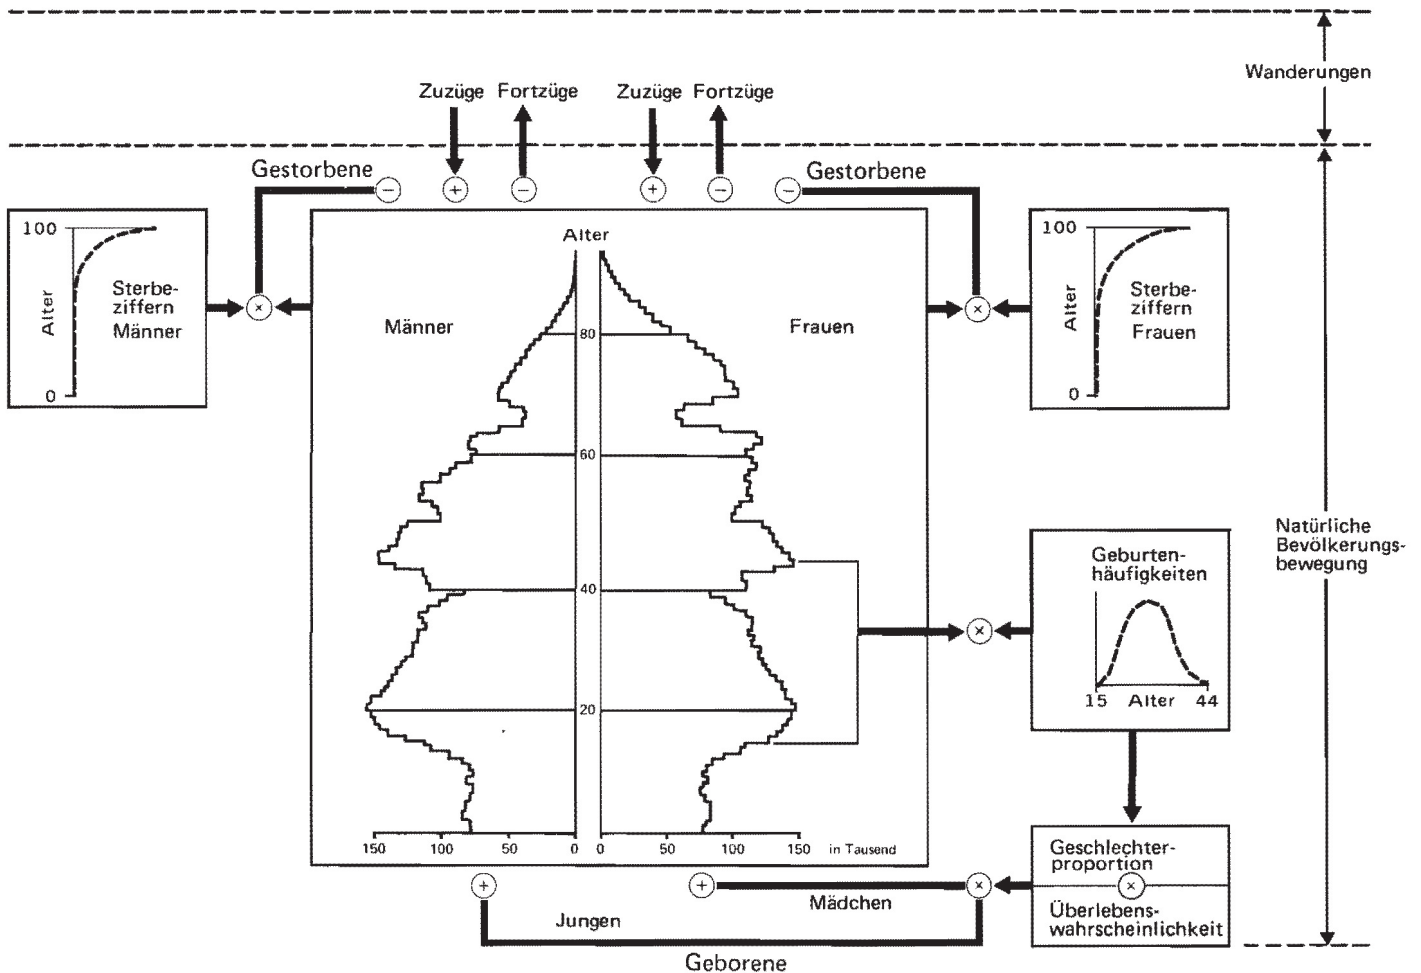 Wanderungen
Zuzüge Fortzüge Zuzüge Fortzüge
Gestorbene − + − + − − Gestorbene
100
Alter
Sterbe-
ziffern
Männer
0
×
Alter
Männer
Frauen
80
60
40
20
150 100 50 0 0 50 100 150 in Tausend
×
100
Alter
Sterbe-
ziffern
Frauen
0
Natürliche
Bevölkerungs-
bewegung
Geburten-
häufigkeiten
×
15 Alter 44
Geschlechter-
proportion
×
Überlebens-
wahrscheinlichkeit
+ + ×
Mädchen
Jungen
Geborene